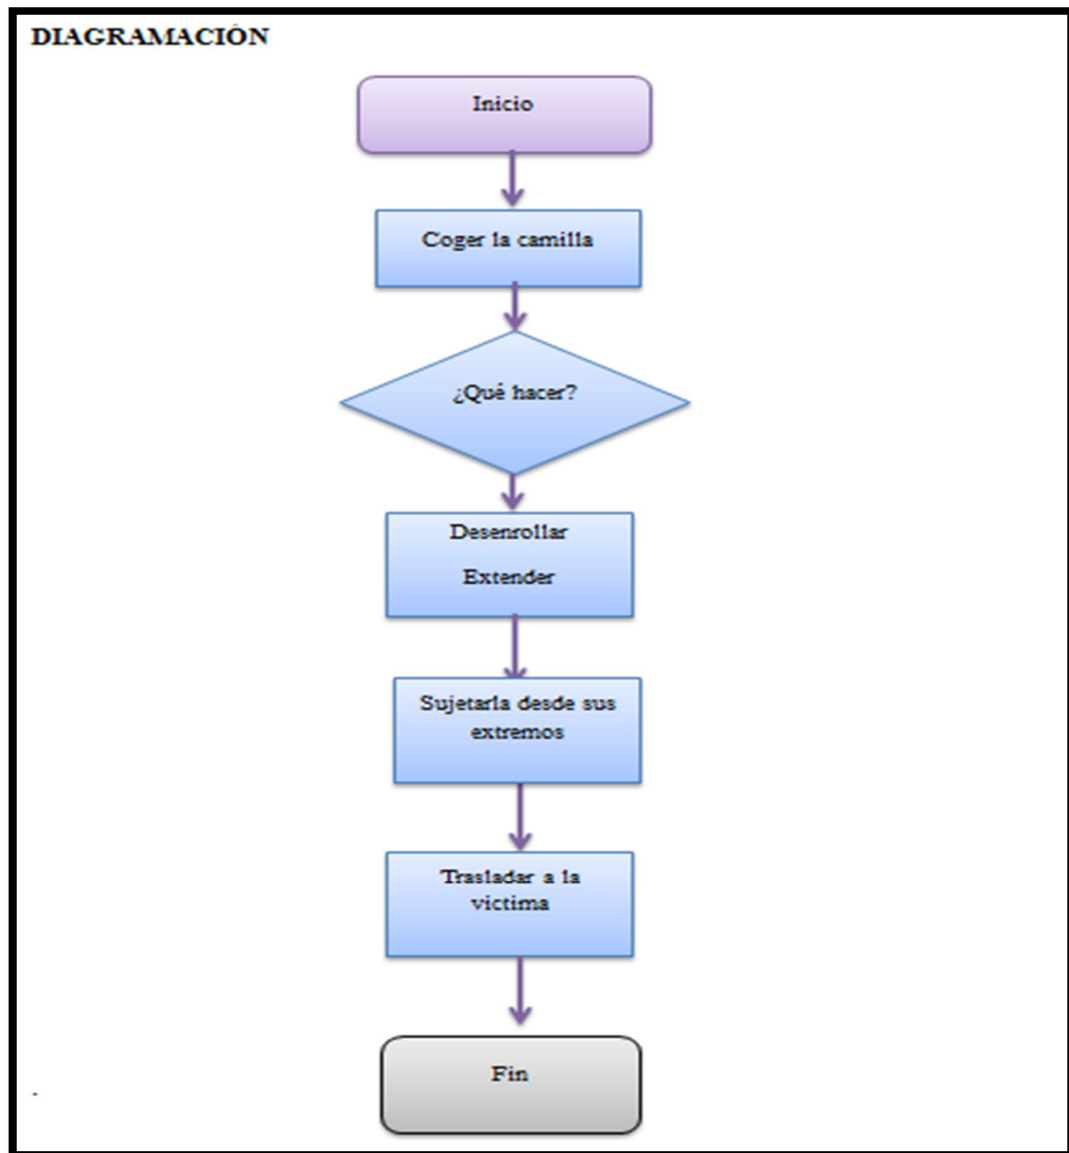 DIAGRAMACIÓN
Inicio
Coger la camilla
¿Qué hacer?
Desenrollar
Extender
Sujetarla desde sus
extremos
Trasladar a la
victima
Fin